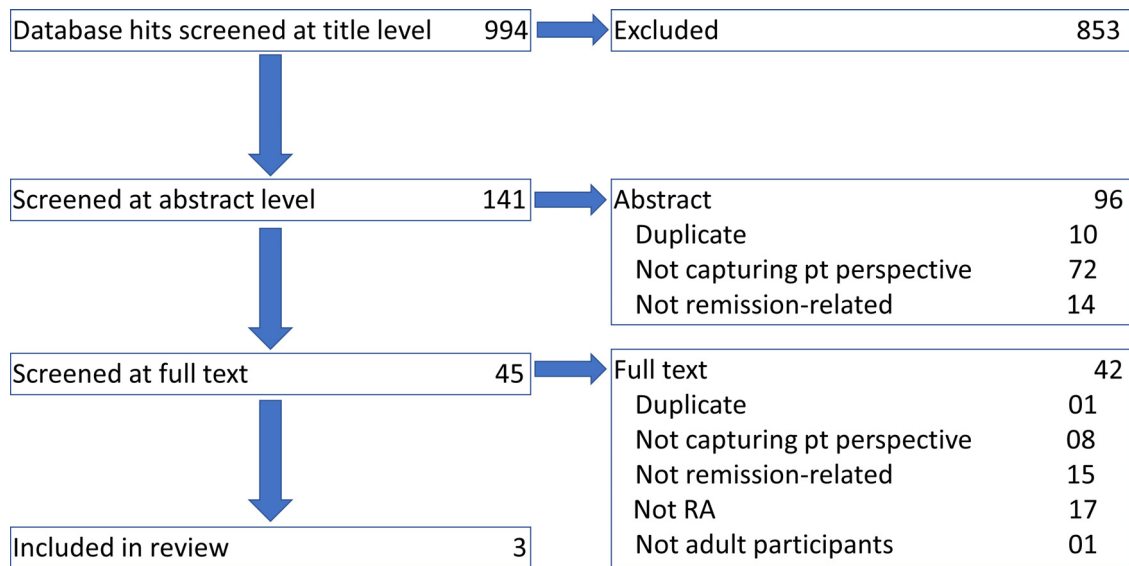 Database hits screened at title level 994
Excluded 853
Screened at abstract level 141
Abstract 96
Duplicate 10
Not capturing pt perspective 72
Not remission-related 14
Screened at full text 45
Full text 42
Duplicate 01
Not capturing pt perspective 08
Not remission-related 15
Not RA 17
Not adult participants 01
Included in review 3